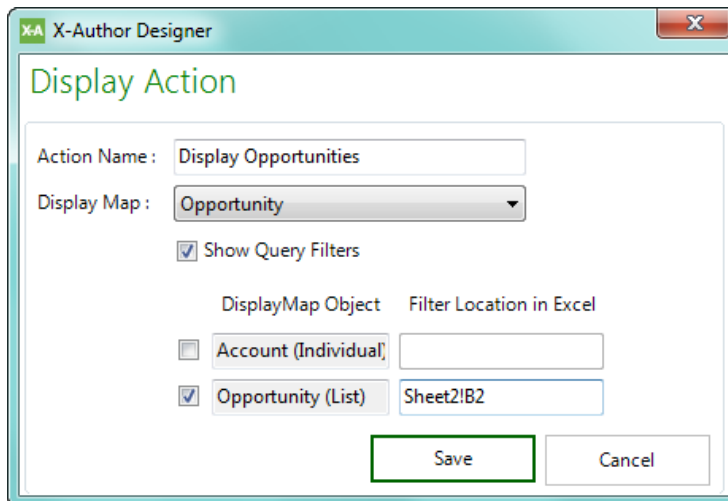 X-A X-Author Designer
Display Action
Action Name : Display Opportunities
Display Map : Opportunity
Show Query Filters
DisplayMap Object Filter Location in Excel
Account (Individual)
Opportunity (List) Sheet2!B2
Save Cancel